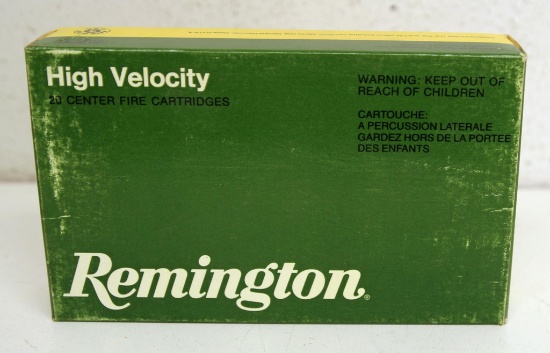 High Velocity
20 CENTER FIRE CARTRIDGES
WARNING: KEEP OUT OF
REACH OF CHILDREN
CARTOUCHE:
A PERCUSSION LATERALE
GARDEZ HORS DE LA PORTEE
DES ENFANTS
Remington®